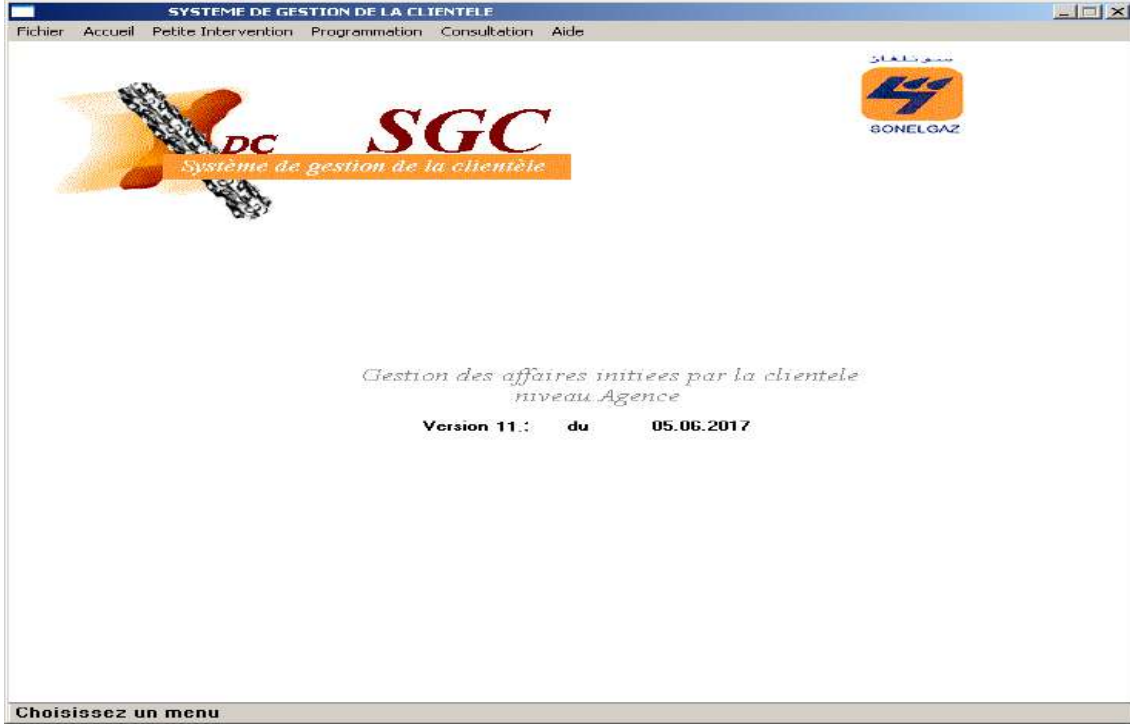 SYSTEME DE GESTION DE LA CLIENTELE
Fichier Accueil Petite Intervention Programmation Consultation Aide
سونلغاز
SONELGAZ
DC SGC
Système de gestion de la clientèle
Gestion des affaires initiees par la clientele
niveau Agence
Version 11.: du 05.06.2017
Choisissez un menu